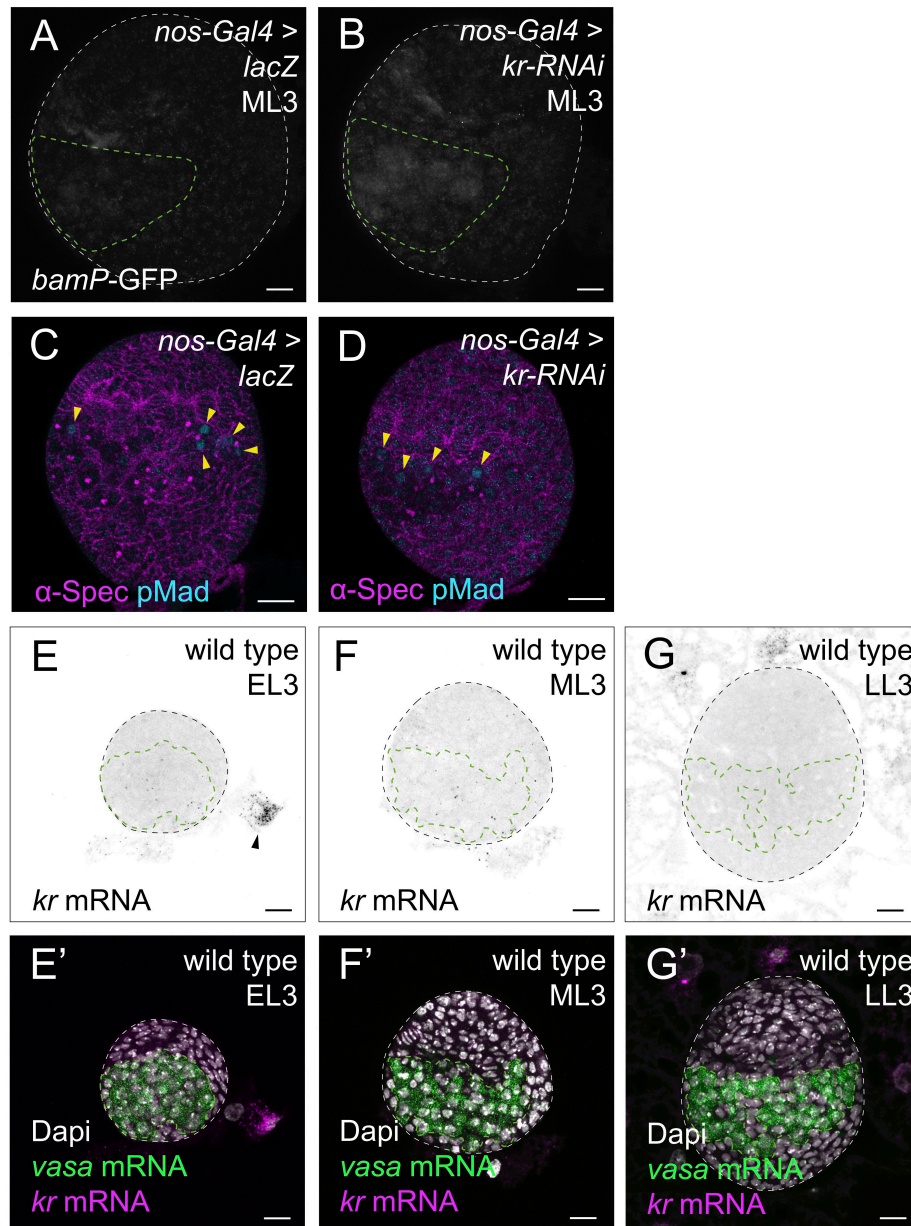 A
nos-Gal4 >
lacZ
ML3
bamP-GFP
B
nos-Gal4 >
kr-RNAi
ML3
C
nos-Gal4 >
lacZ
α-Spec pMad
D
nos-Gal4 >
kr-RNAi
α-Spec pMad
E
wild type
EL3
kr mRNA
F
wild type
ML3
kr mRNA
G
wild type
LL3
kr mRNA
E’
wild type
EL3
Dapi
vasa mRNA
kr mRNA
F’
wild type
ML3
Dapi
vasa mRNA
kr mRNA
G’
wild type
LL3
Dapi
vasa mRNA
kr mRNA